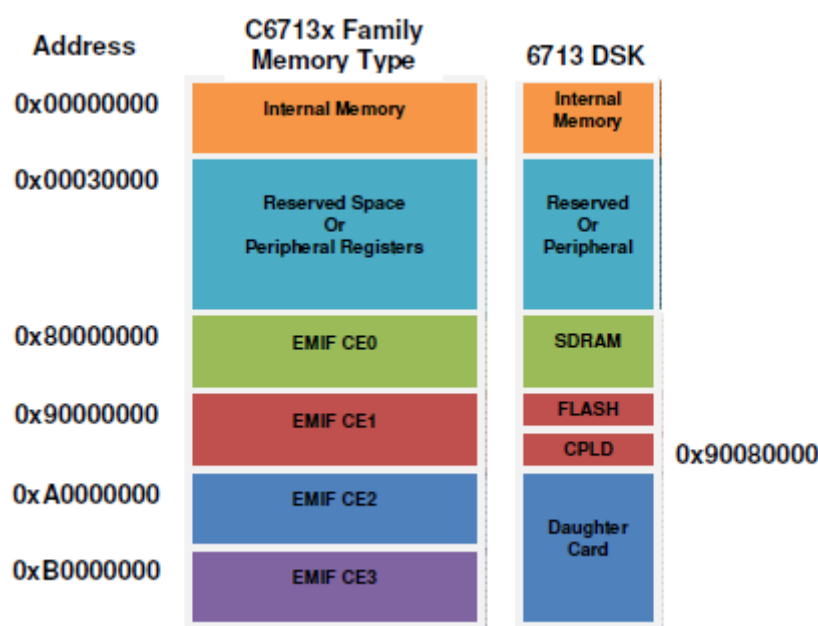 Address
C6713x Family
Memory Type
6713 DSK
0x00000000
Internal Memory
Internal
Memory
0x00030000
Reserved Space
Or
Peripheral Registers
Reserved
Or
Peripheral
0x80000000
EMIF CE0
SDRAM
0x90000000
EMIF CE1
FLASH
CPLD
0x90080000
0xA0000000
EMIF CE2
Daughter
Card
0xB0000000
EMIF CE3